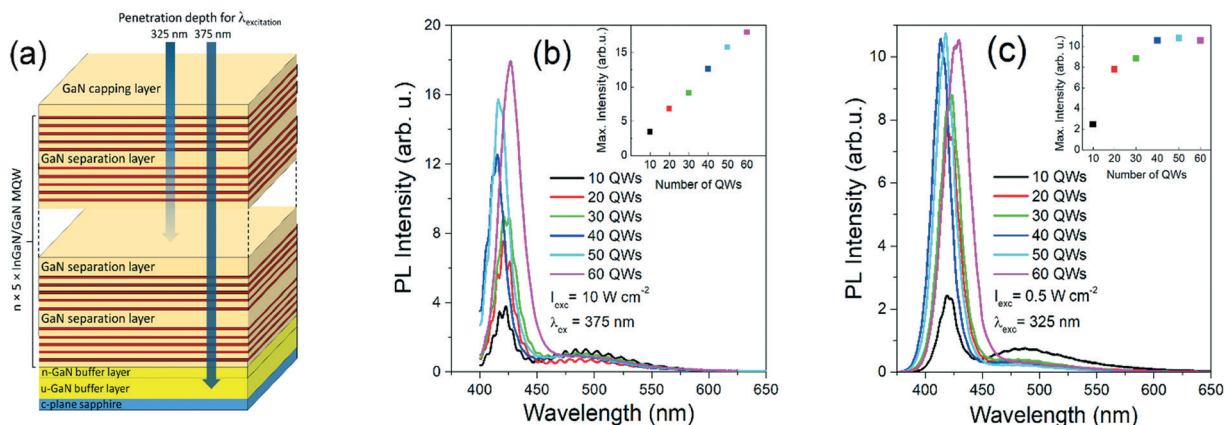 (a)
Penetration depth for λexcitation
325 nm 375 nm
GaN capping layer
GaN separation layer
n × 5 × InGaN/GaN MQW
GaN separation layer
GaN separation layer
n-GaN buffer layer
u-GaN buffer layer
c-plane sapphire
(b)
PL Intensity (arb. u.)
20
16
12
8
4
0
400 450 500 550 600 650
Wavelength (nm)
Max. Intensity (arb.u.)
15
10
5
0
10 20 30 40 50 60
Number of QWs
10 QWs
20 QWs
30 QWs
40 QWs
50 QWs
60 QWs
Iexc = 10 W cm-2
λex = 375 nm
(c)
PL Intensity (arb.u.)
10
8
6
4
2
0
400 450 500 550 600 650
Wavelength (nm)
Max. Intensity (arb.u.)
10
8
6
4
2
10 20 30 40 50 60
Number of QWs
10 QWs
20 QWs
30 QWs
40 QWs
50 QWs
60 QWs
Iexc = 0.5 W cm-2
λexc = 325 nm